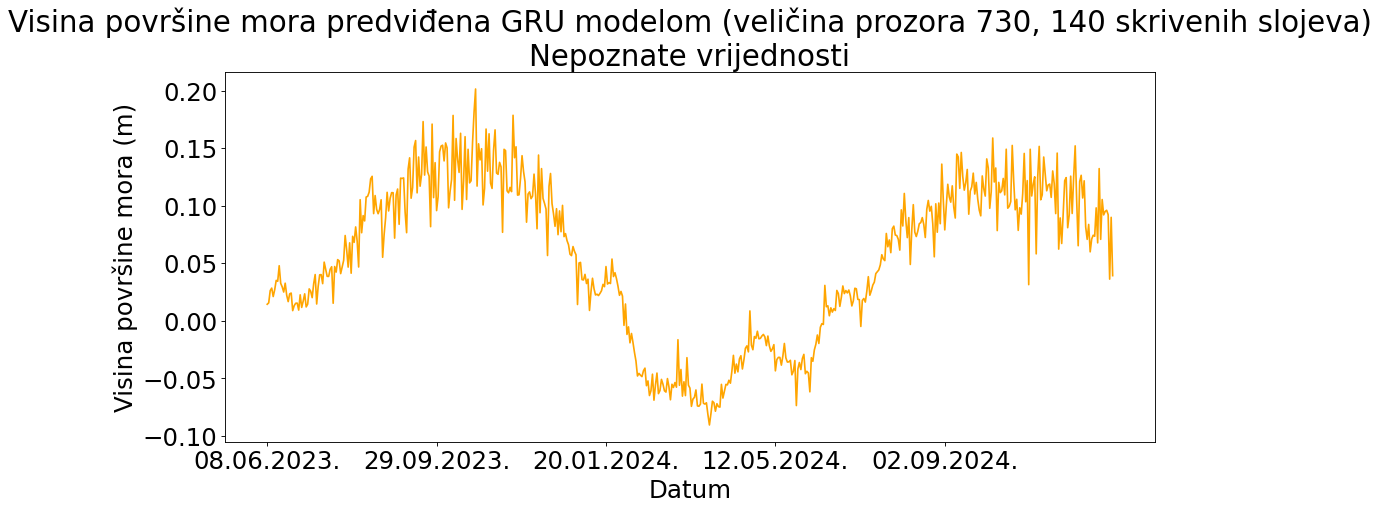 Visina površine mora predviđena GRU modelom (veličina prozora 730, 140 skrivenih slojeva)
Nepoznate vrijednosti
Visina površine mora (m)
0.20
0.15
0.10
0.05
0.00
−0.05
−0.10
08.06.2023. 29.09.2023. 20.01.2024. 12.05.2024. 02.09.2024.
Datum